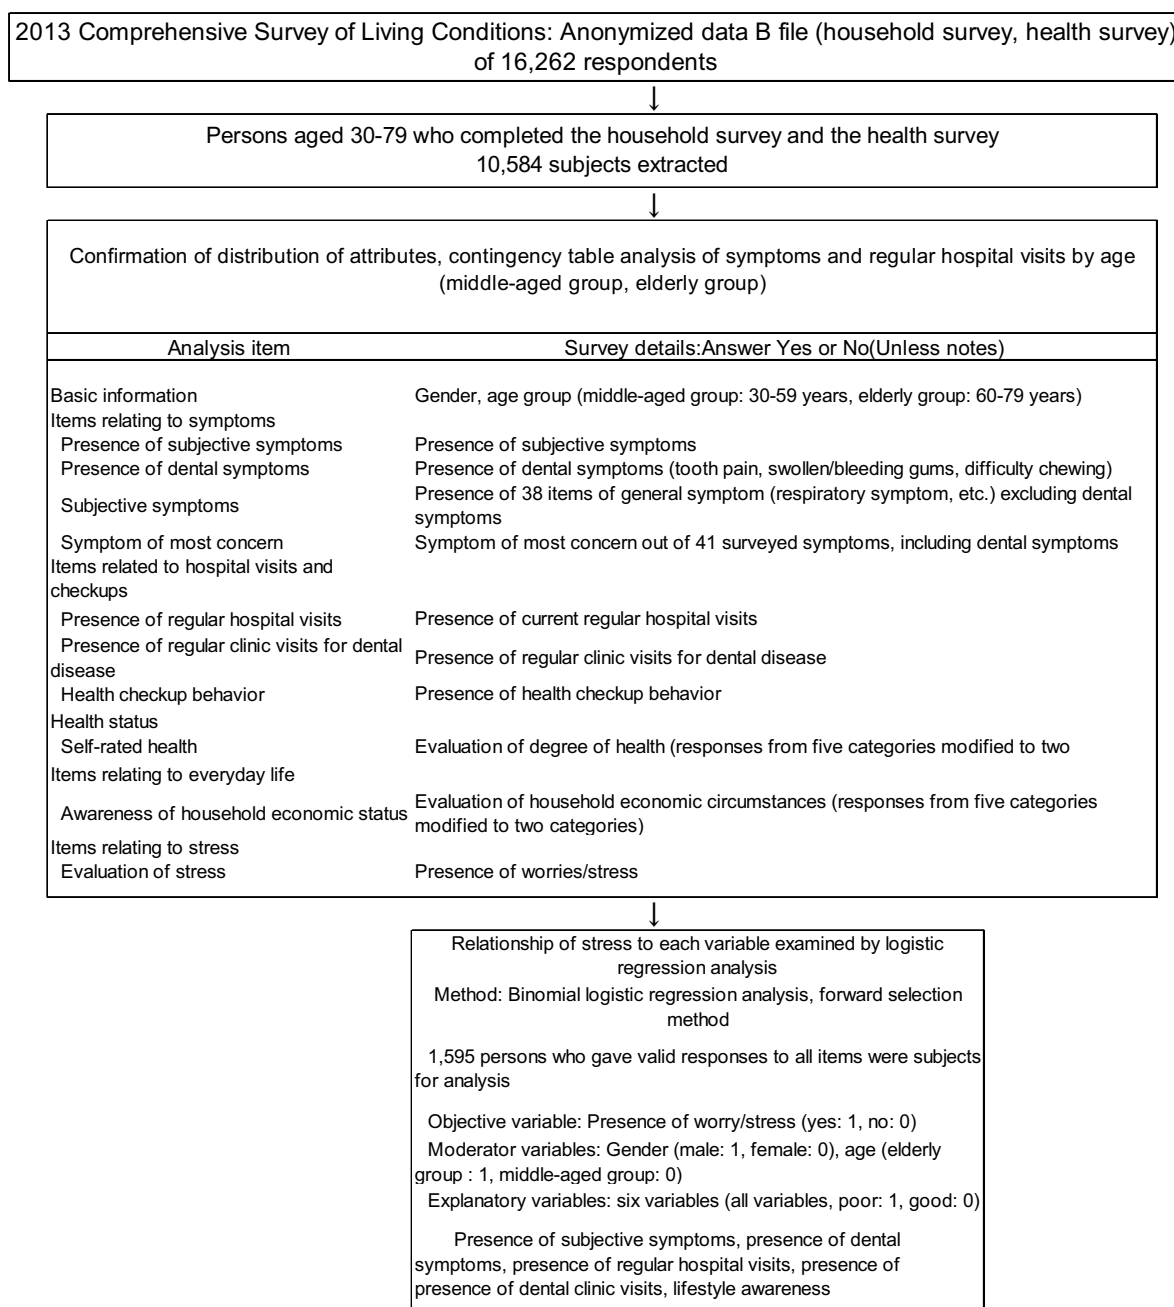 2013 Comprehensive Survey of Living Conditions: Anonymized data B file (household survey, health survey)
of 16,262 respondents
↓
Persons aged 30-79 who completed the household survey and the health survey
10,584 subjects extracted
↓
Confirmation of distribution of attributes, contingency table analysis of symptoms and regular hospital visits by age
(middle-aged group, elderly group)
Analysis item Survey details:Answer Yes or No(Unless notes)
Basic information Gender, age group (middle-aged group: 30-59 years, elderly group: 60-79 years)
Items relating to symptoms
Presence of subjective symptoms Presence of subjective symptoms
Presence of dental symptoms Presence of dental symptoms (tooth pain, swollen/bleeding gums, difficulty chewing)
Subjective symptoms Presence of 38 items of general symptom (respiratory symptom, etc.) excluding dental
symptoms
Symptom of most concern Symptom of most concern out of 41 surveyed symptoms, including dental symptoms
Items related to hospital visits and
checkups
Presence of regular hospital visits Presence of current regular hospital visits
Presence of regular clinic visits for dental
disease Presence of regular clinic visits for dental disease
Health checkup behavior Presence of health checkup behavior
Health status
Self-rated health Evaluation of degree of health (responses from five categories modified to two
Items relating to everyday life
Awareness of household economic status Evaluation of household economic circumstances (responses from five categories
modified to two categories)
Items relating to stress
Evaluation of stress Presence of worries/stress
↓
Relationship of stress to each variable examined by logistic
regression analysis
Method: Binomial logistic regression analysis, forward selection
method
1,595 persons who gave valid responses to all items were subjects
for analysis
Objective variable: Presence of worry/stress (yes: 1, no: 0)
Moderator variables: Gender (male: 1, female: 0), age (elderly
group : 1, middle-aged group: 0)
Explanatory variables: six variables (all variables, poor: 1, good: 0)
Presence of subjective symptoms, presence of dental
symptoms, presence of regular hospital visits, presence of
presence of dental clinic visits, lifestyle awareness